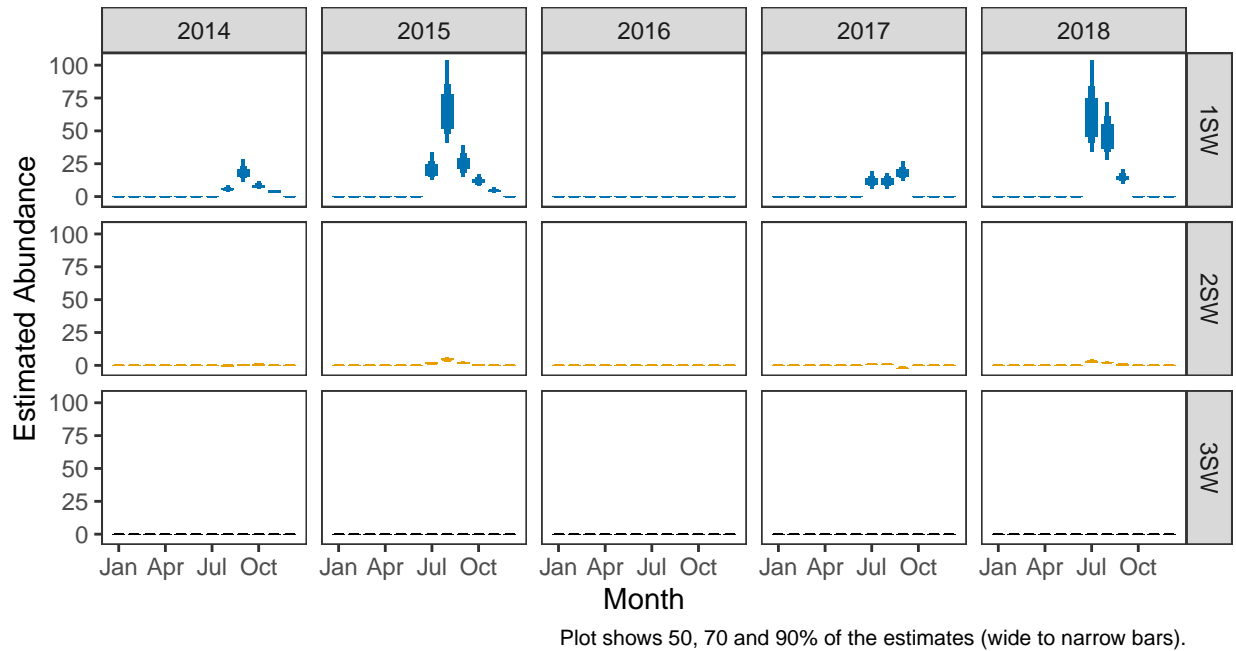 2014 2015 2016 2017 2018
Estimated Abundance
100
75
50
25
0
1SW
100
75
50
25
0
2SW
100
75
50
25
0
3SW
Jan Apr Jul Oct Jan Apr Jul Oct Jan Apr Jul Oct Jan Apr Jul Oct Jan Apr Jul Oct
Month
Plot shows 50, 70 and 90% of the estimates (wide to narrow bars).